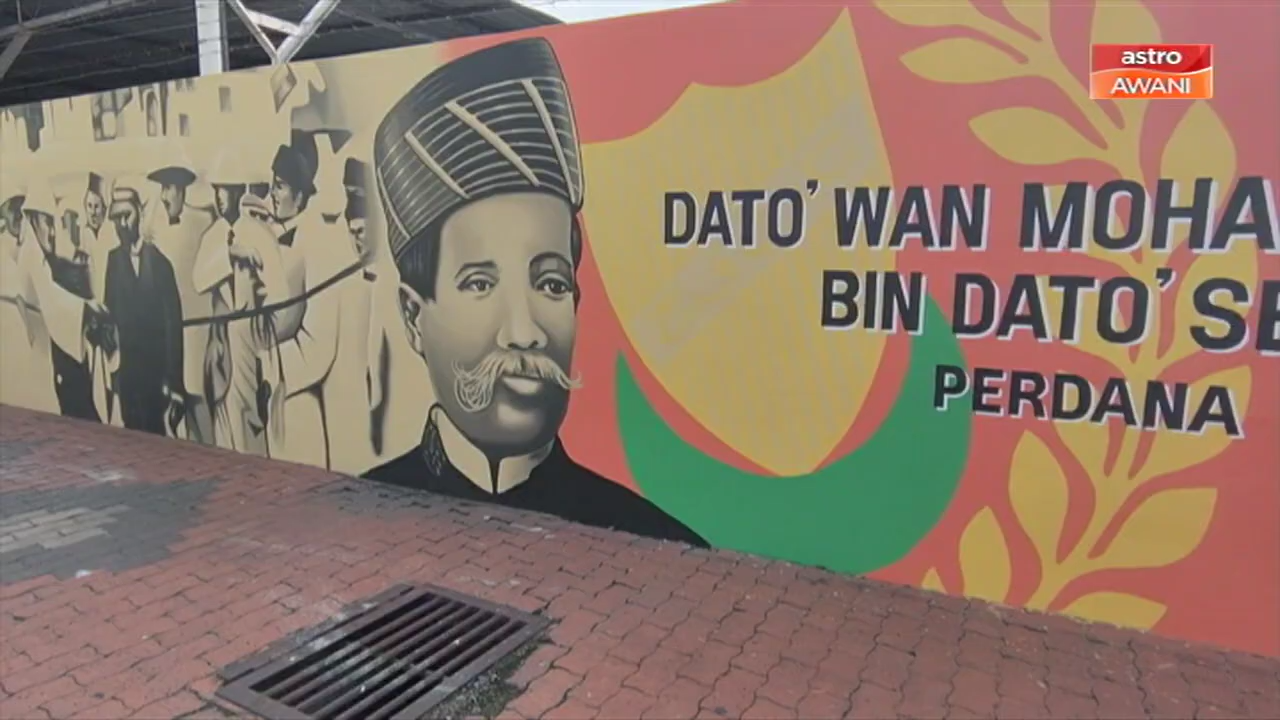 astro
AWANI
DATO' WAN MOHA
BIN DATO' SE
PERDANA